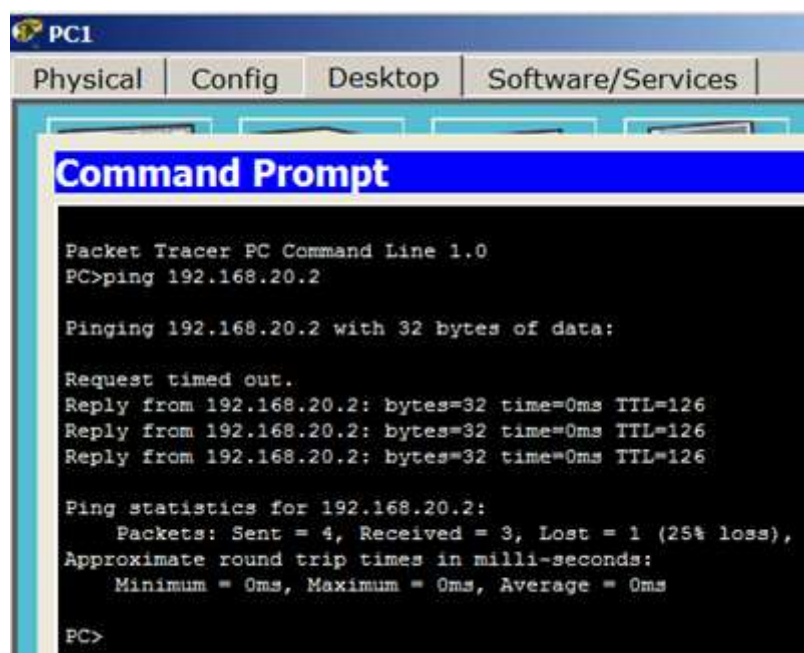 PC1
Physical Config Desktop Software/Services
Command Prompt
Packet Tracer PC Command Line 1.0
PC>ping 192.168.20.2
Pinging 192.168.20.2 with 32 bytes of data:
Request timed out.
Reply from 192.168.20.2: bytes=32 time=0ms TTL=126
Reply from 192.168.20.2: bytes=32 time=0ms TTL=126
Reply from 192.168.20.2: bytes=32 time=0ms TTL=126
Ping statistics for 192.168.20.2:
Packets: Sent = 4, Received = 3, Lost = 1 (25% loss),
Approximate round trip times in milli-seconds:
Minimum = 0ms, Maximum = 0ms, Average = 0ms
PC>